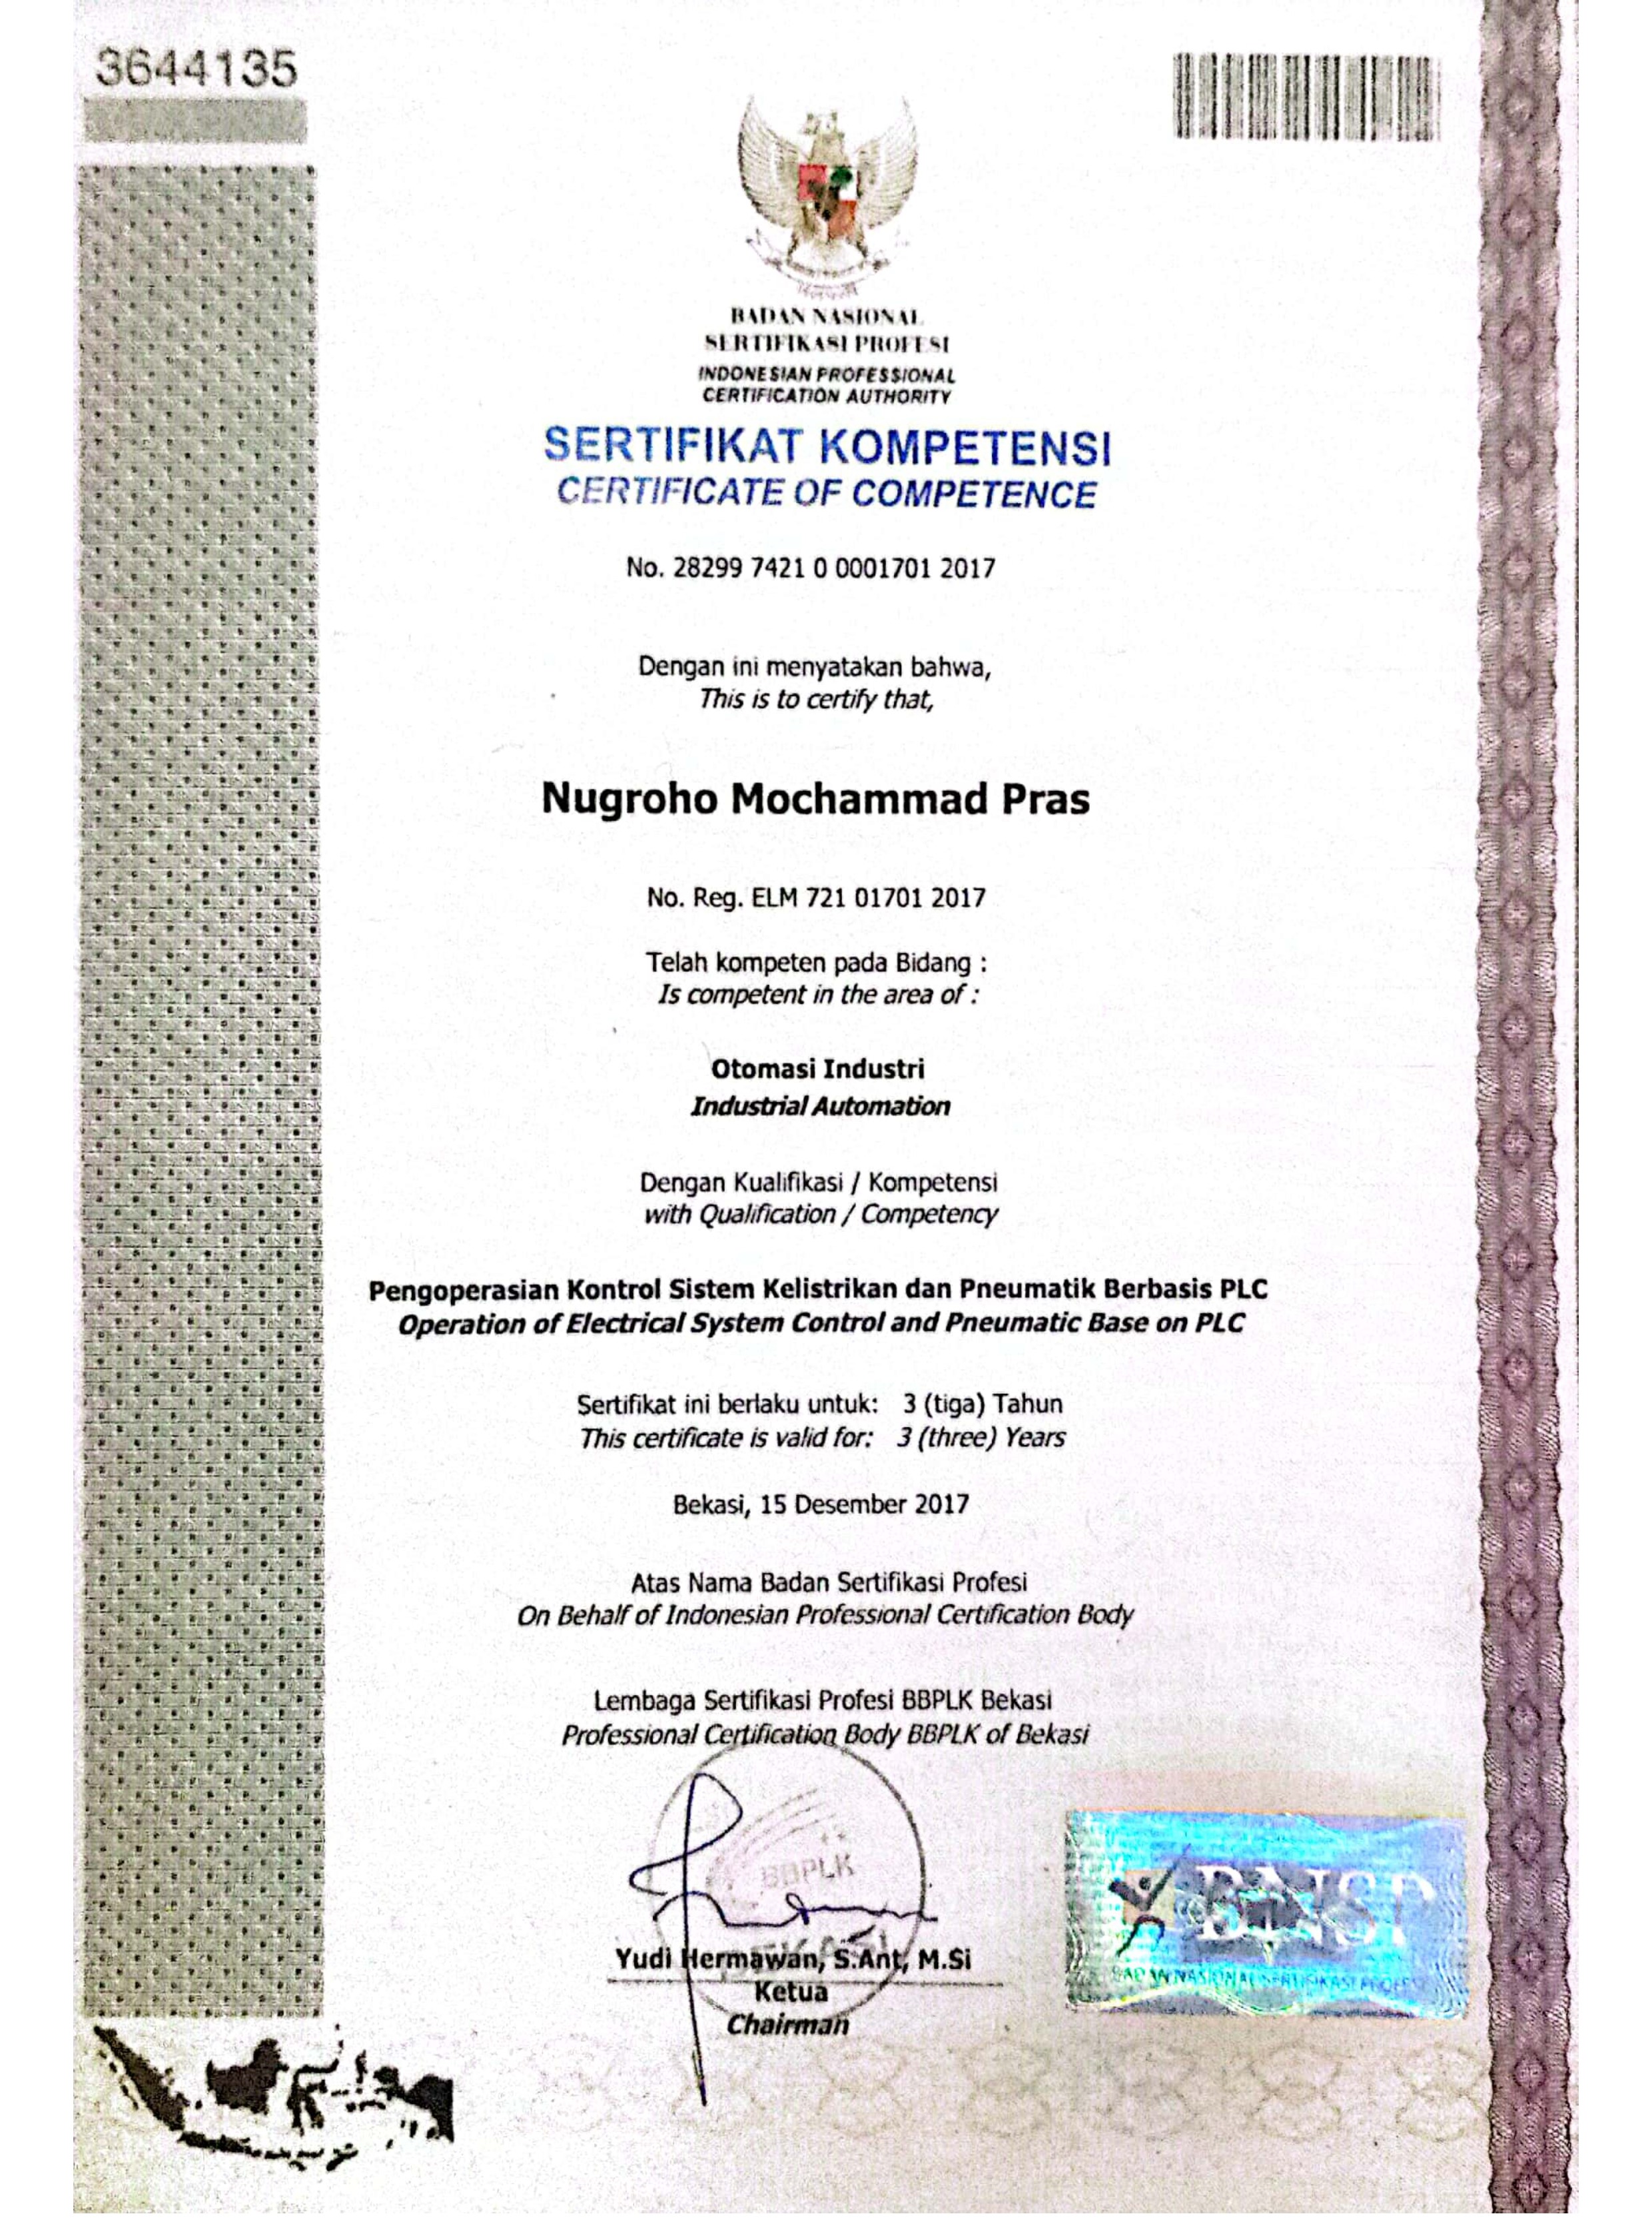 3644135
BADAN NASIONAL
SERTIFIKASI PROFESI
INDONESIAN PROFESSIONAL
CERTIFICATION AUTHORITY
SERTIFIKAT KOMPETENSI
CERTIFICATE OF COMPETENCE
No. 28299 7421 0 0001701 2017
Dengan ini menyatakan bahwa,
This is to certify that,
Nugroho Mochammad Pras
No. Reg. ELM 721 01701 2017
Telah kompeten pada Bidang :
Is competent in the area of :
Otomasi Industri
Industrial Automation
Dengan Kualifikasi / Kompetensi
with Qualification / Competency
Pengoperasian Kontrol Sistem Kelistrikan dan Pneumatik Berbasis PLC
Operation of Electrical System Control and Pneumatic Base on PLC
Sertifikat ini berlaku untuk: 3 (tiga) Tahun
This certificate is valid for: 3 (three) Years
Bekasi, 15 Desember 2017
Atas Nama Badan Sertifikasi Profesi
On Behalf of Indonesian Professional Certification Body
Lembaga Sertifikasi Profesi BBPLK Bekasi
Professional Certification Body BBPLK of Bekasi
BBPLK
BEKASI
Yudi Hermawan, S.Ant, M.Si
Ketua
Chairman
BNSP
BADAN NASIONAL SERTIFIKASI PROFESI